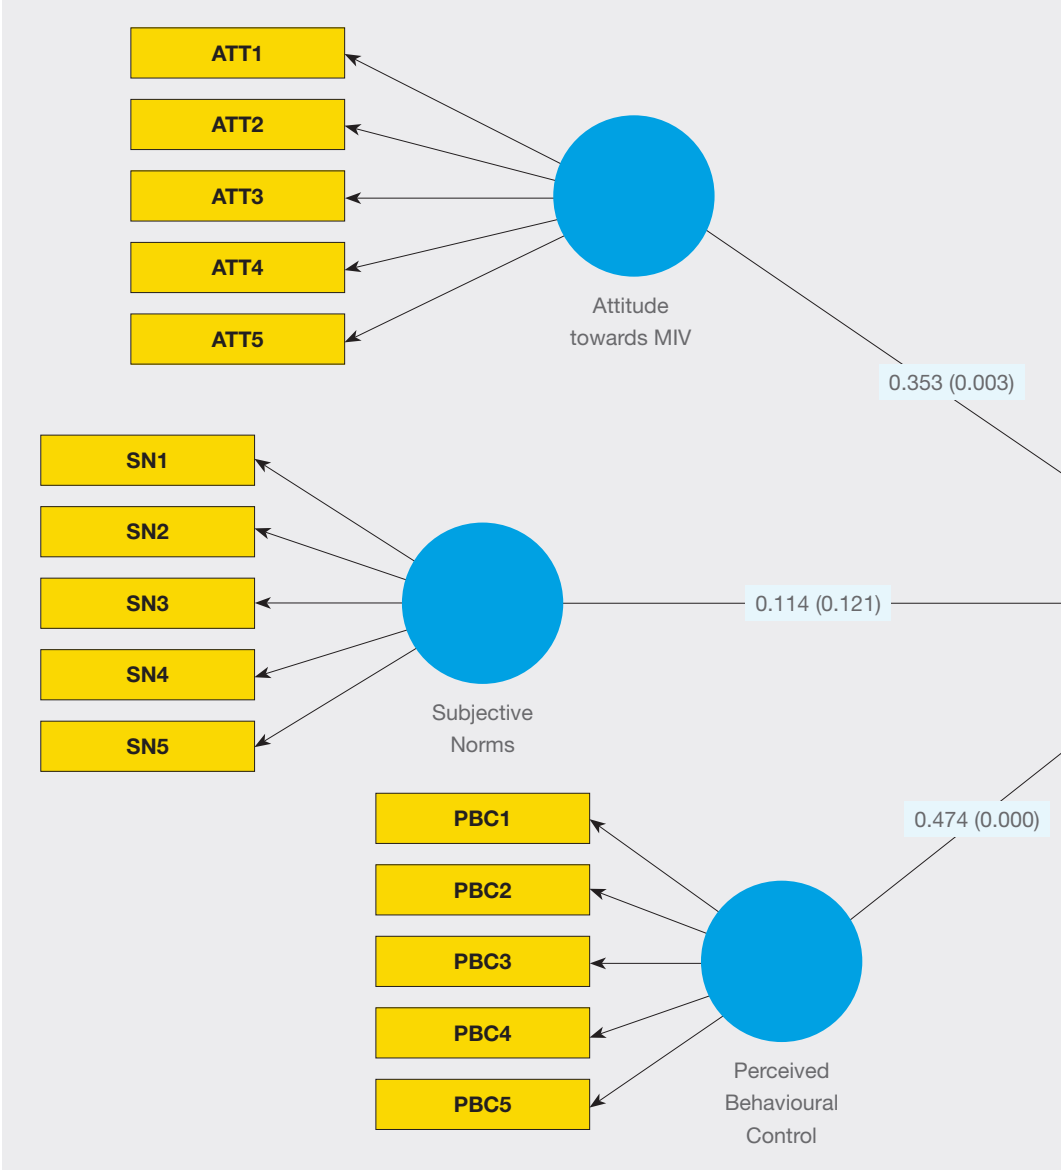 ATT1
ATT2
ATT3
ATT4
ATT5
Attitude
towards MIV
0.353 (0.003)
SN1
SN2
SN3
SN4
SN5
Subjective
Norms
0.114 (0.121)
PBC1
PBC2
PBC3
PBC4
PBC5
Perceived
Behavioural
Control
0.474 (0.000)